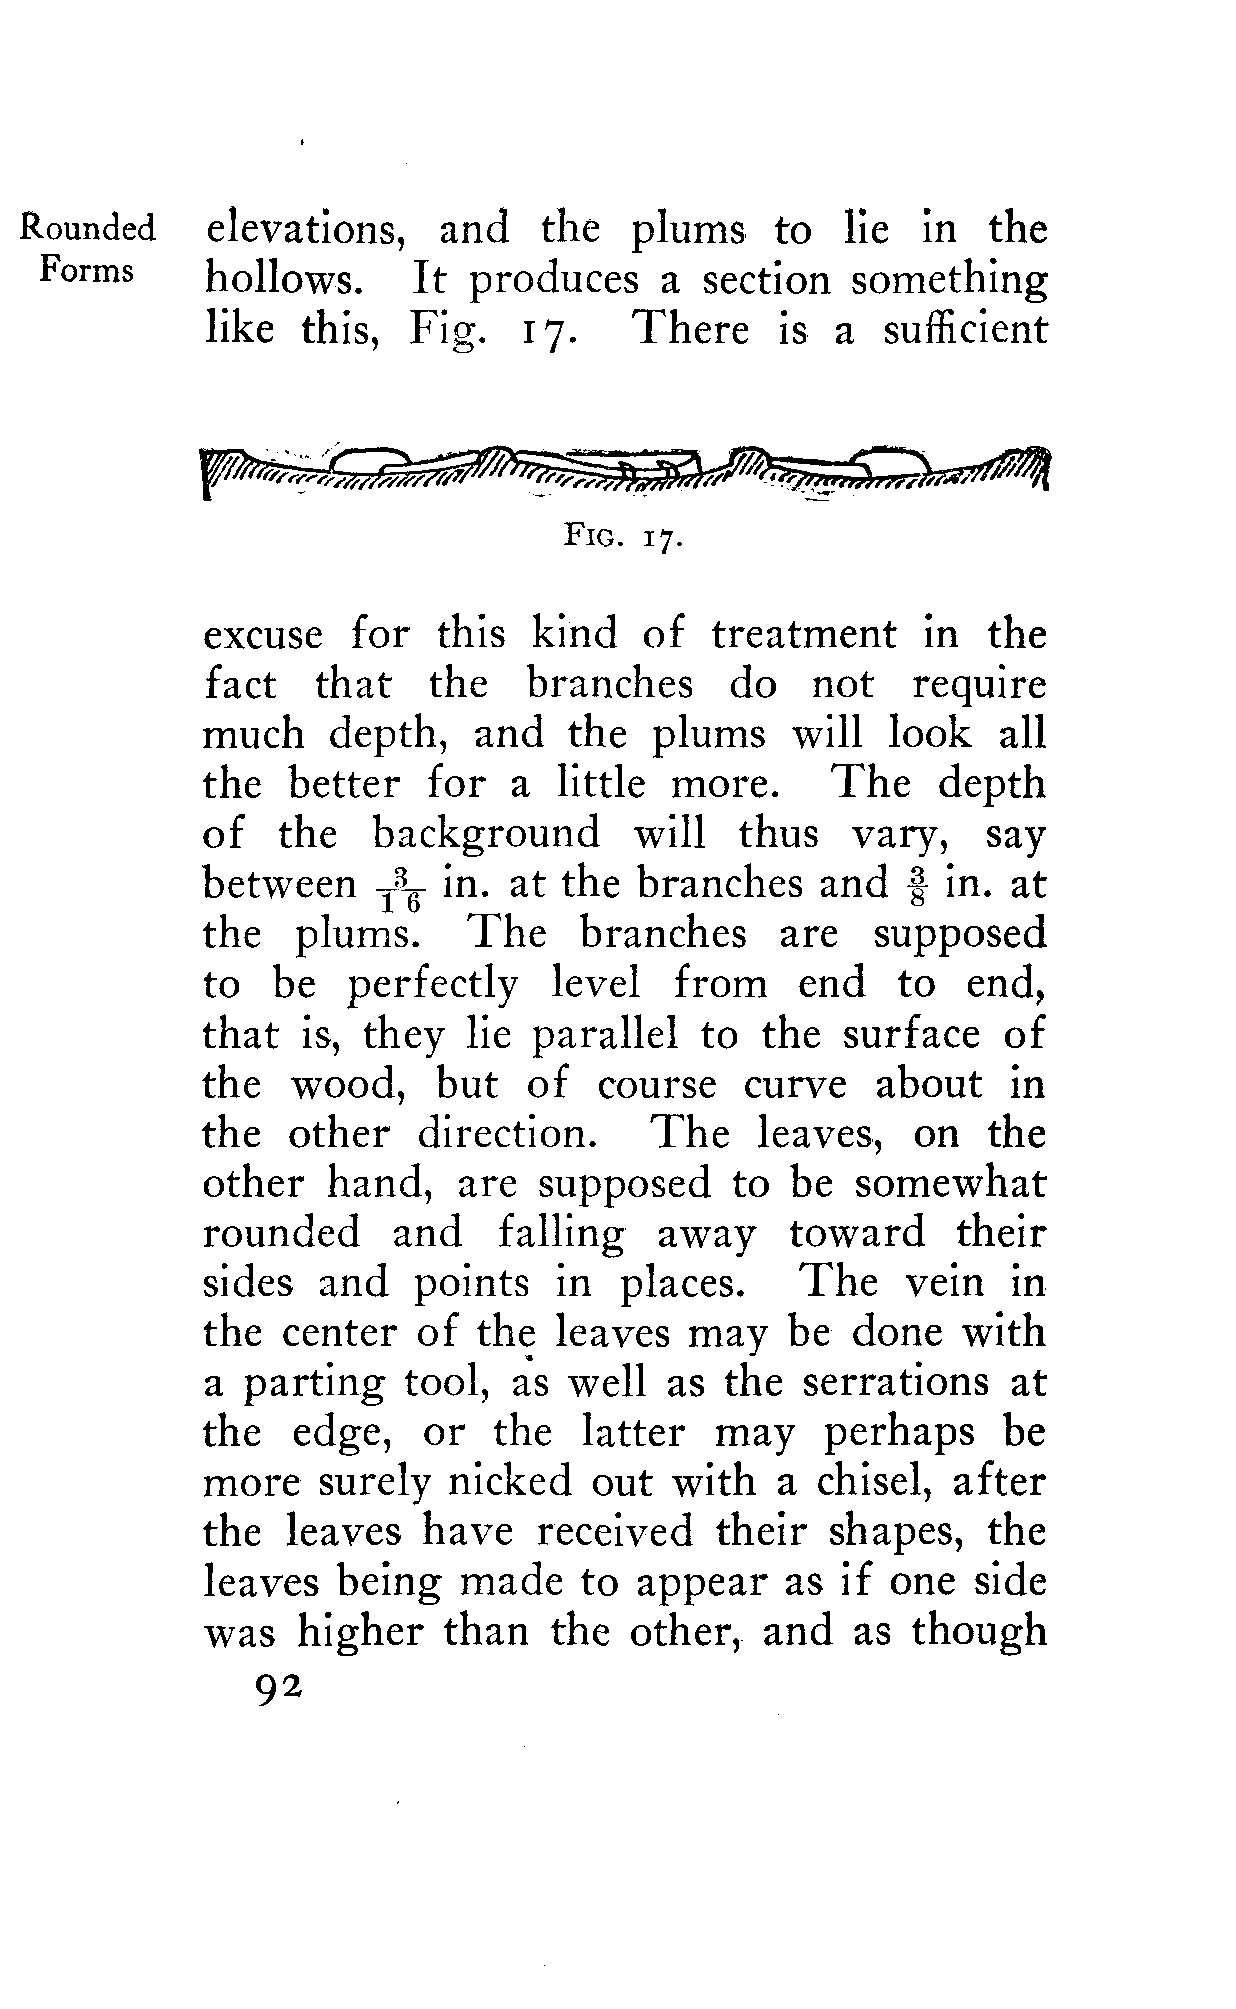 Rounded
Forms
elevations, and the plums to lie in the
hollows. It produces a section something
like this, Fig. 17. There is a sufficient
Fig. 17.
excuse for this kind of treatment in the
fact that the branches do not require
much depth, and the plums will look all
the better for a little more. The depth
of the background will thus vary, say
between 3/16 in. at the branches and 3/8 in. at
the plums. The branches are supposed
to be perfectly level from end to end,
that is, they lie parallel to the surface of
the wood, but of course curve about in
the other direction. The leaves, on the
other hand, are supposed to be somewhat
rounded and falling away toward their
sides and points in places. The vein in
the center of the leaves may be done with
a parting tool, as well as the serrations at
the edge, or the latter may perhaps be
more surely nicked out with a chisel, after
the leaves have received their shapes, the
leaves being made to appear as if one side
was higher than the other, and as though
92